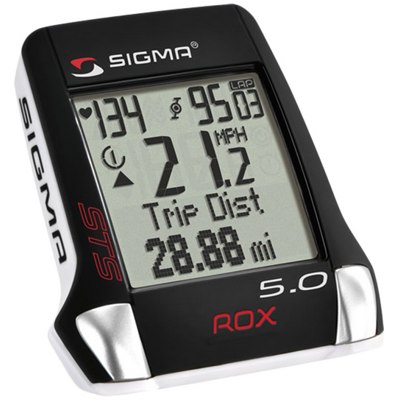 SIGMA®
LAP
134 95 03
MPH
21.2
Trip Dist
28.88 mi
5.0
ROX
SIGMA STS